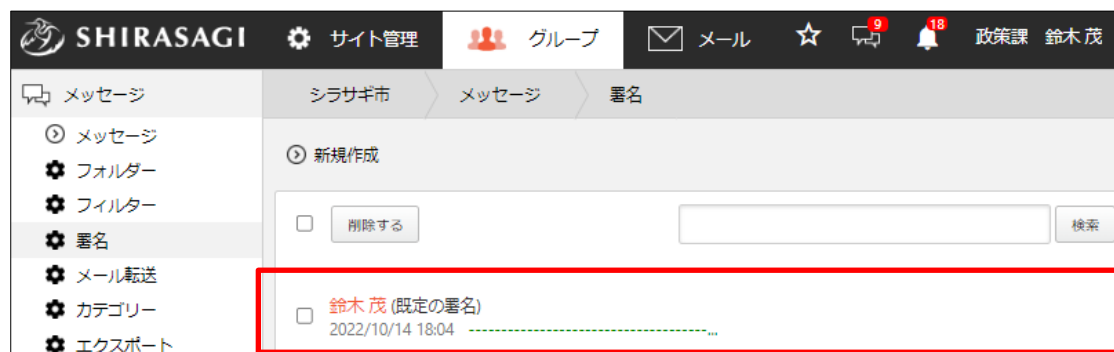 SHIRASAGI サイト管理 グループ メール 9 18 政策課 鈴木 茂
メッセージ シラサギ市 メッセージ 署名
メッセージ
新規作成
フォルダー
フィルター
削除する 検索
署名
メール転送
鈴木 茂 (既定の署名)
カテゴリー
2022/10/14 18:04 -------------------------------------...
エクスポート